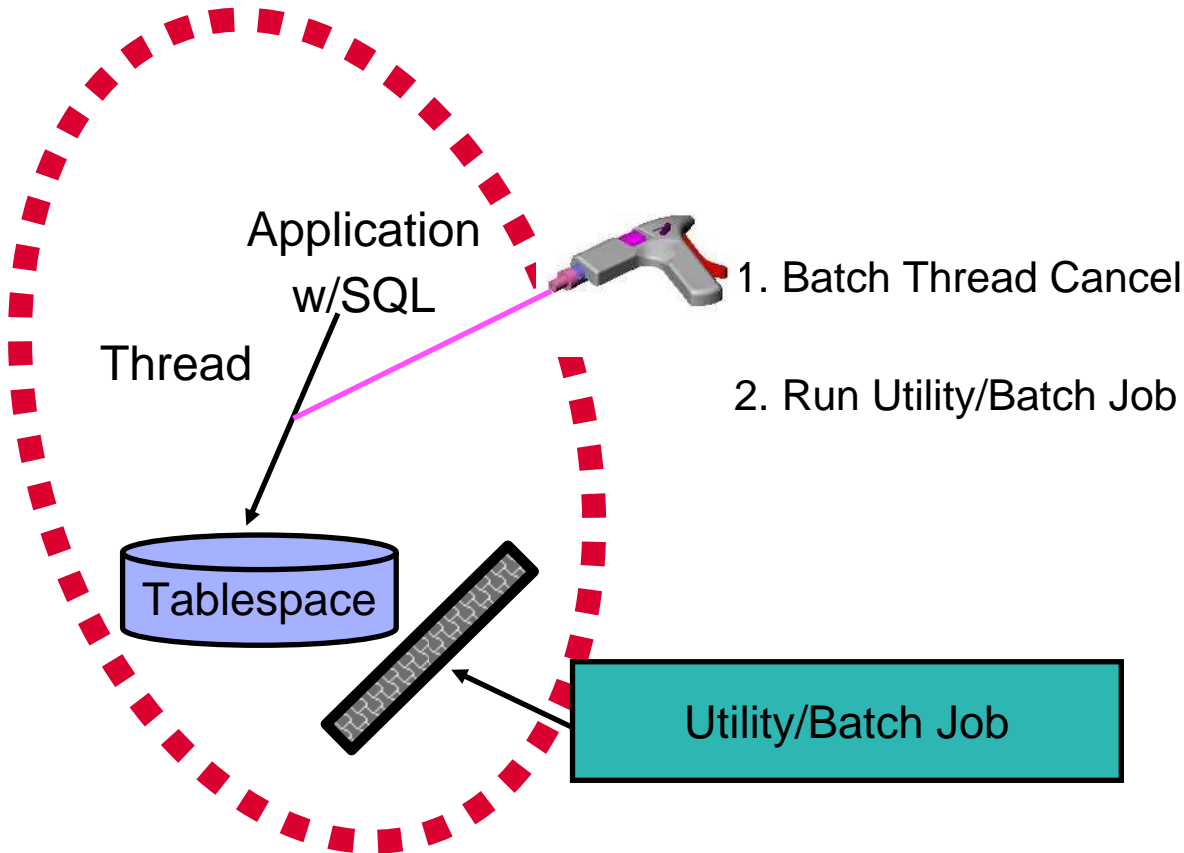 Application
w/SQL
Thread
1. Batch Thread Cancel
2. Run Utility/Batch Job
Tablespace
Utility/Batch Job